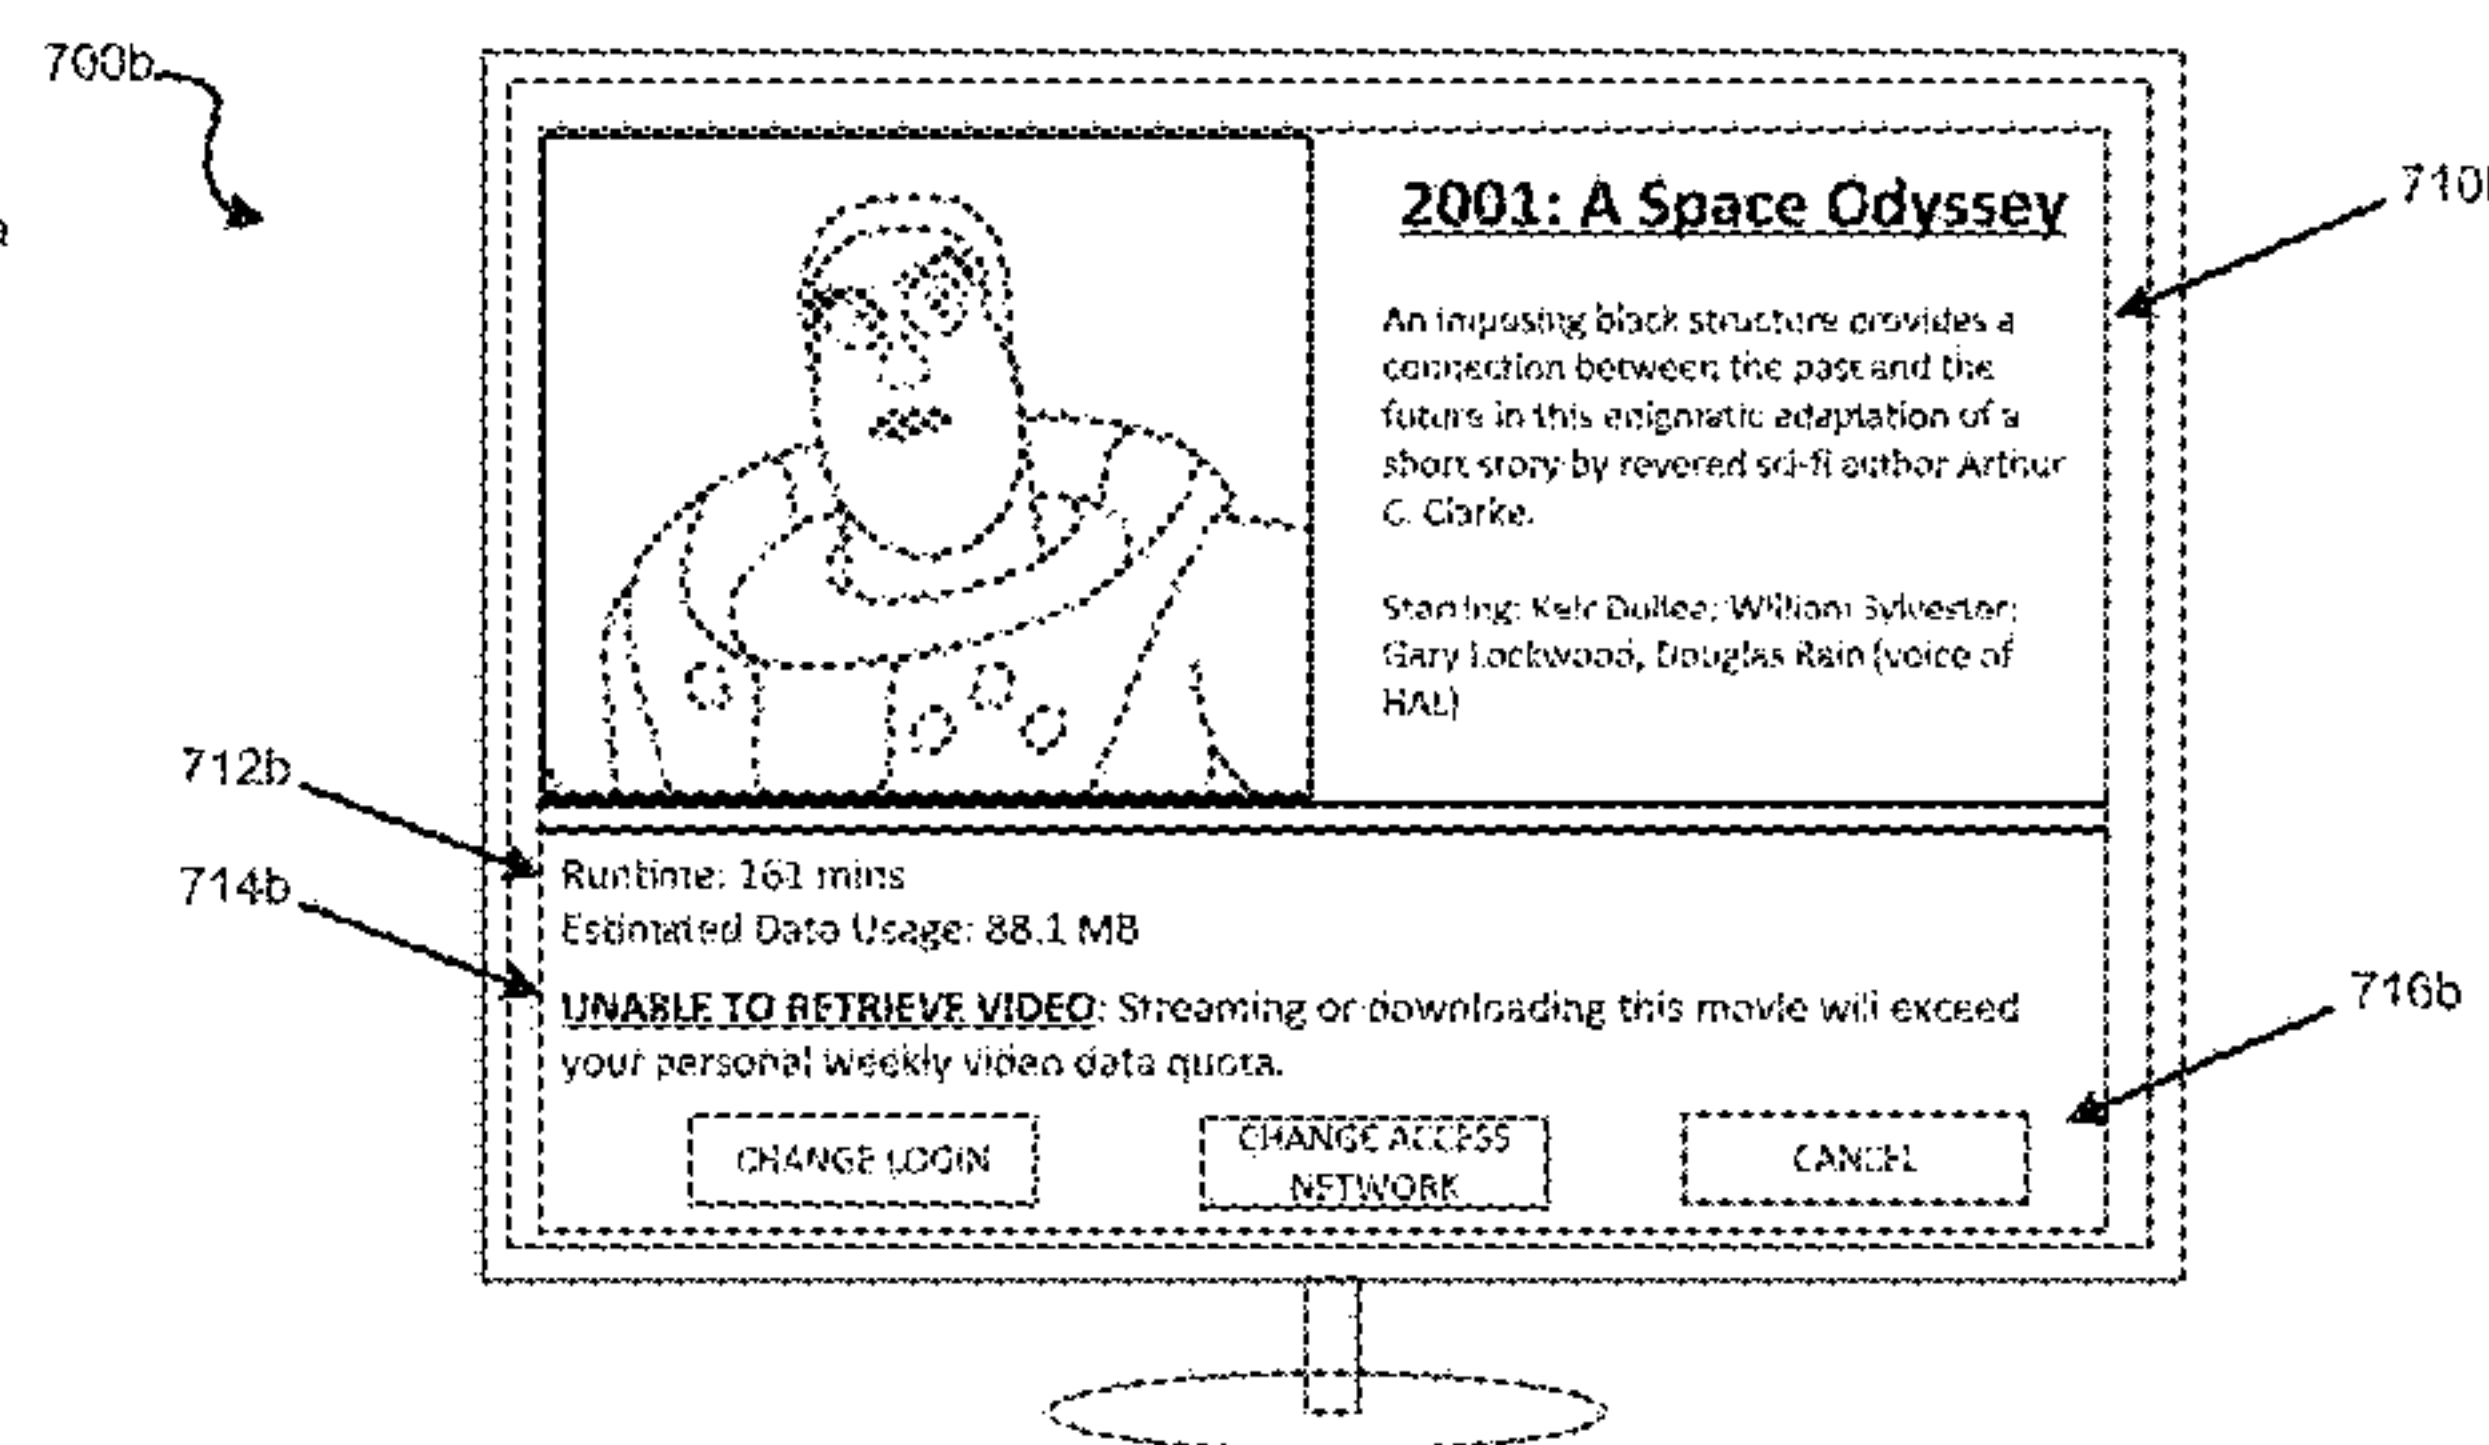 700b
a
2001: A Space Odyssey
710
An imposing black structure provides a
connection between the past and the
future in this enigmatic adaptation of a
short story by revered sci-fi author Arthur
C. Clarke.
Starring: Keir Dullea; William Sylvester;
Gary Lockwood, Douglas Rain (voice of
HAL)
712b
Runtime: 161 mins
714b
Estimated Data Usage: 88.1 MB
UNABLE TO RETRIEVE VIDEO: Streaming or downloading this movie will exceed
716b
your personal weekly video data quota.
CHANGE LOGIN
CHANGE ACCESS
NETWORK
CANCEL